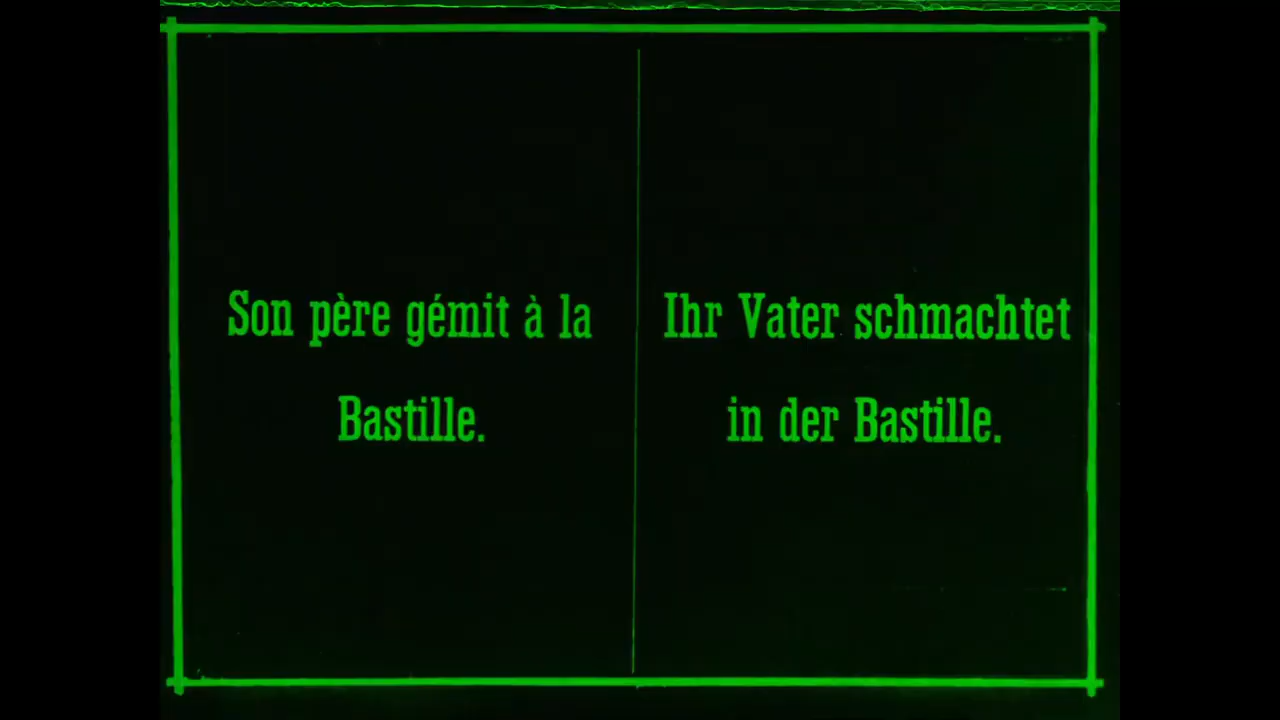 Son père gémit à la
Bastille.
Ihr Vater schmachtet
in der Bastille.